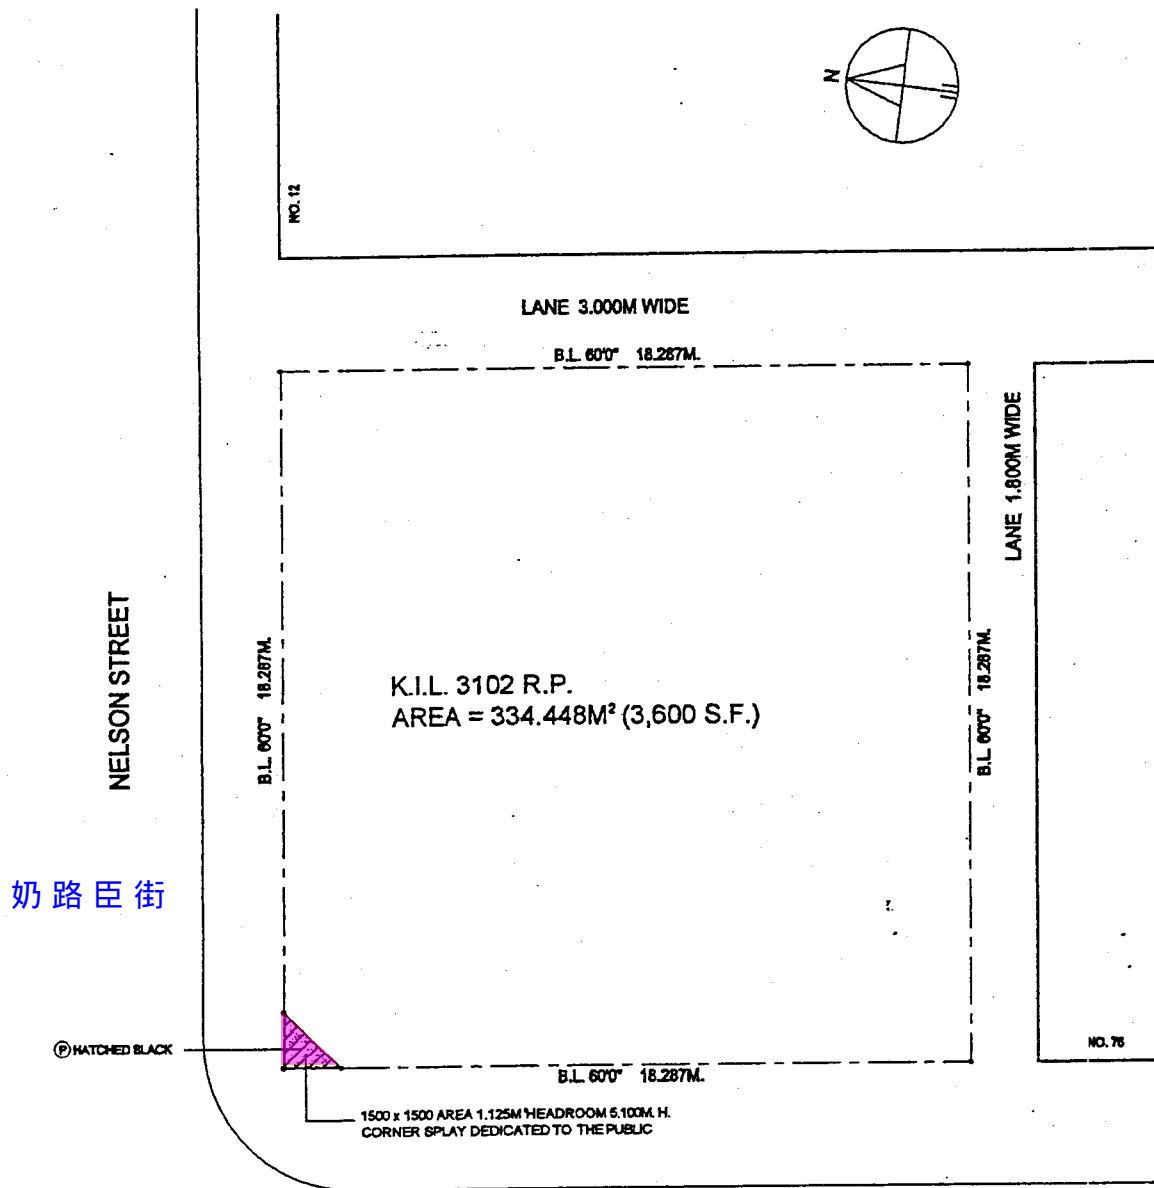 N
NO. 12
LANE 3.000M WIDE
B.L. 60'0" 18.287M.
LANE 1.800M WIDE
NELSON STREET
B.L. 60'0" 18.287M.
K.I.L. 3102 R.P.
AREA = 334.448M² (3,600 S.F.)
B.L. 60'0" 18.287M.
奶路臣街
Ⓟ HATCHED BLACK
NO. 76
B.L. 60'0" 18.287M.
1500 x 1500 AREA 1.125M² HEADROOM 5.100M. H.
CORNER SPLAY DEDICATED TO THE PUBLIC